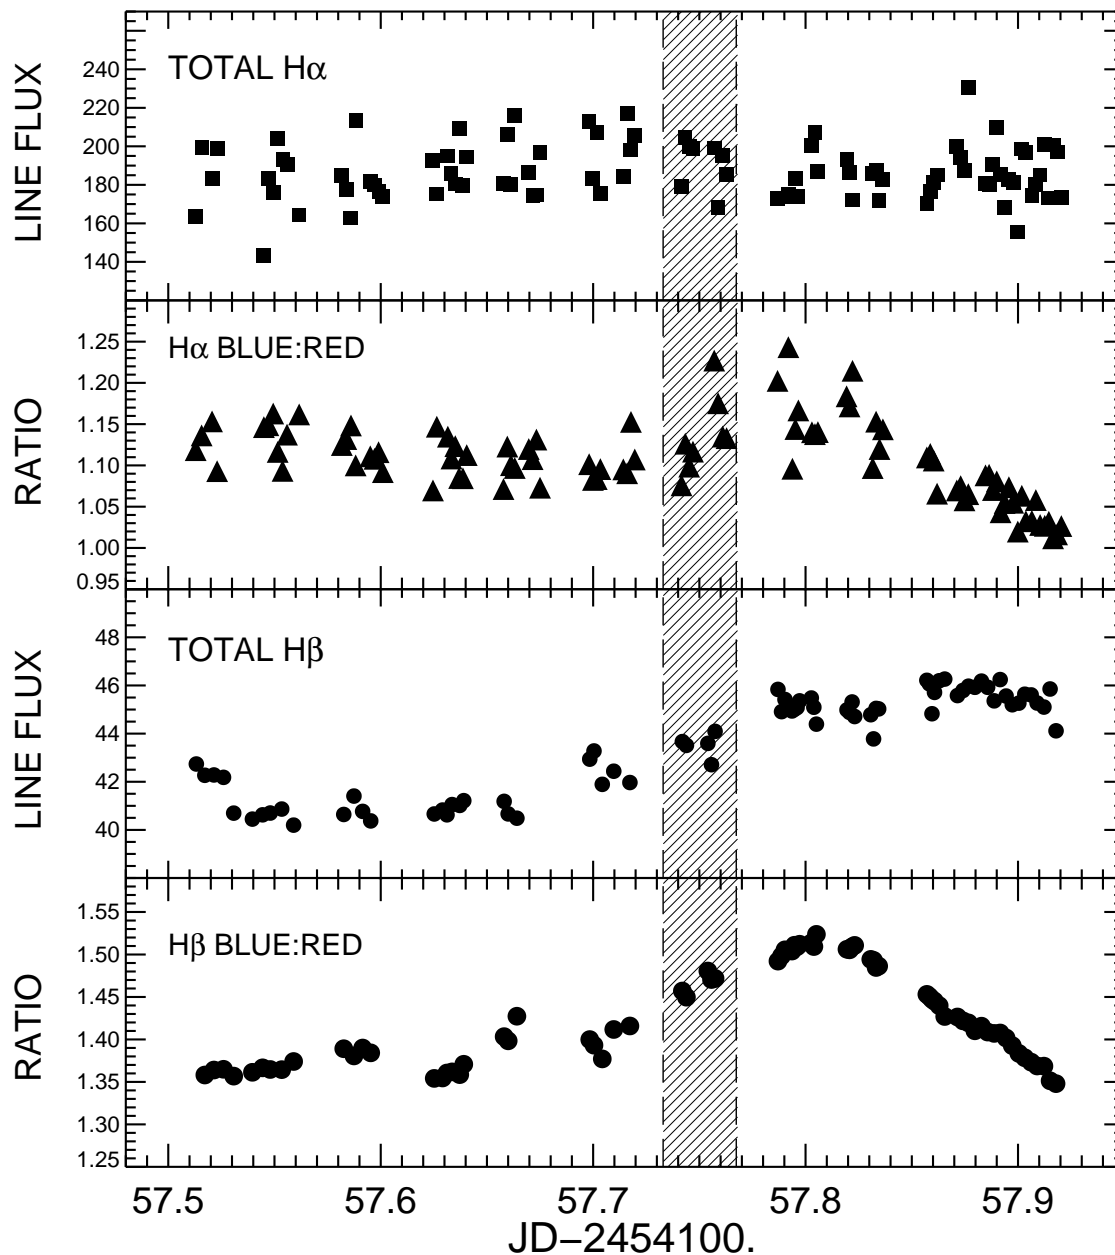 TOTAL Hα
LINE FLUX
240
220
200
180
160
140
Hα BLUE:RED
RATIO
1.25
1.20
1.15
1.10
1.05
1.00
0.95
TOTAL Hβ
LINE FLUX
48
46
44
42
40
Hβ BLUE:RED
RATIO
1.55
1.50
1.45
1.40
1.35
1.30
1.25
57.5 57.6 57.7 57.8 57.9
JD−2454100.